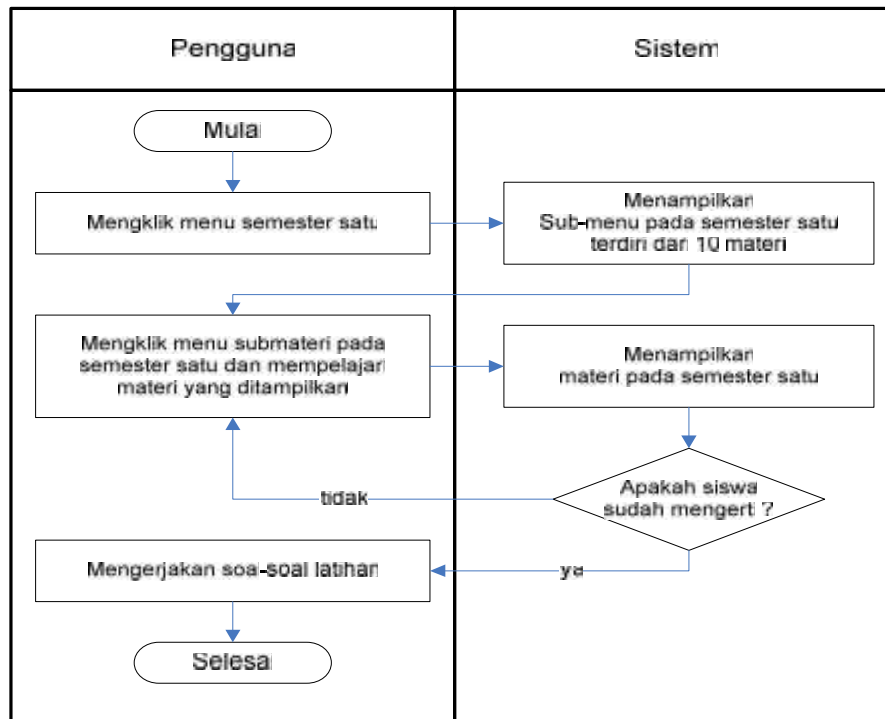 Pengguna
Sistem
Mulai
Mengklik menu semester satu
Menampilkan
Sub-menu pada semester satu
terdiri dari 10 materi
Mengklik menu submateri pada
semester satu dan mempelajari
materi yang ditampilkan
Menampilkan
materi pada semester satu
Apakah siswa
sudah mengerti ?
tidak
ya
Mengerjakan soa-soal latihan
Selesai